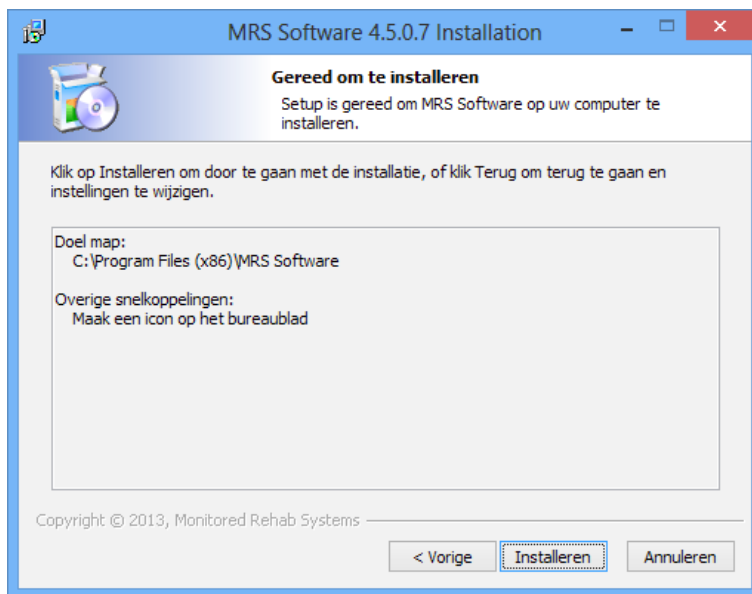 MRS Software 4.5.0.7 Installation
Gereed om te installeren
Setup is gereed om MRS Software op uw computer te
installeren.
Klik op Installeren om door te gaan met de installatie, of klik Terug om terug te gaan en
instellingen te wijzigen.
Doel map:
C:\Program Files (x86)\MRS Software
Overige snelkoppelingen:
Maak een icon op het bureaublad
Copyright © 2013, Monitored Rehab Systems
< Vorige
Installeren
Annuleren